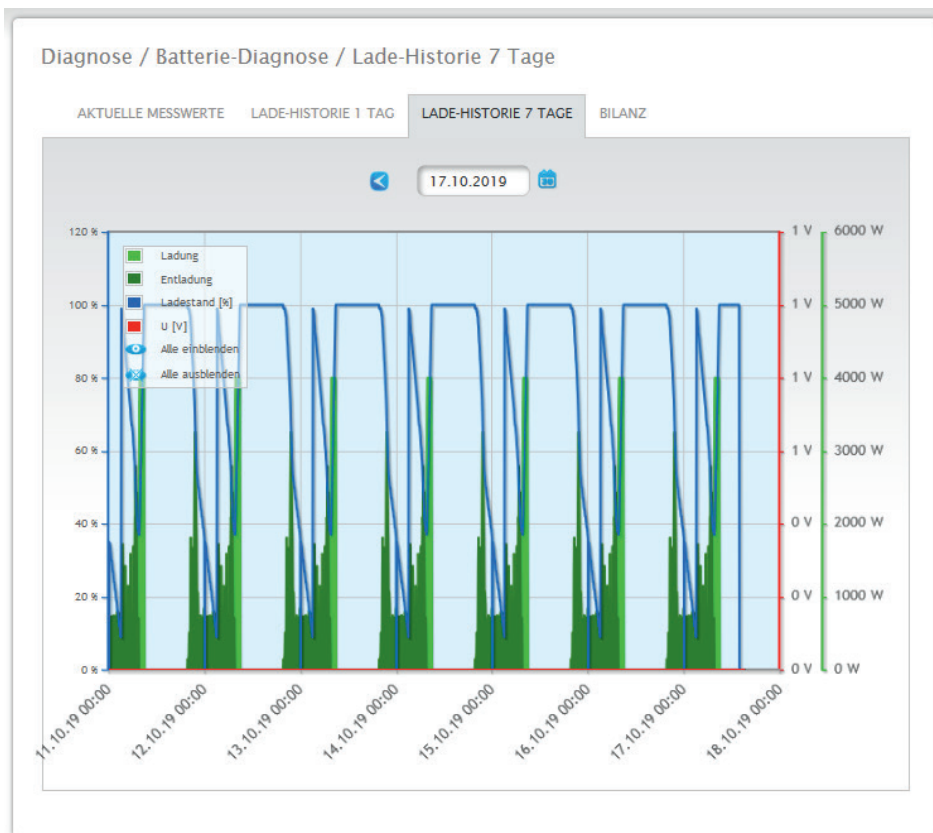 Diagnose / Batterie-Diagnose / Lade-Historie 7 Tage
AKTUELLE MESSWERTE LADE-HISTORIE 1 TAG LADE-HISTORIE 7 TAGE BILANZ
17.10.2019
120 % 1 V 6000 W
Ladung
Entladung
100 % Ladestand [%] 1 V 5000 W
U [V]
Alle einblenden
Alle ausblenden
80 % 1 V 4000 W
60 % 1 V 3000 W
40 % 0 V 2000 W
20 % 0 V 1000 W
0 % 0 V 0 W
11.10.19 00:00 12.10.19 00:00 13.10.19 00:00 14.10.19 00:00 15.10.19 00:00 16.10.19 00:00 17.10.19 00:00 18.10.19 00:00